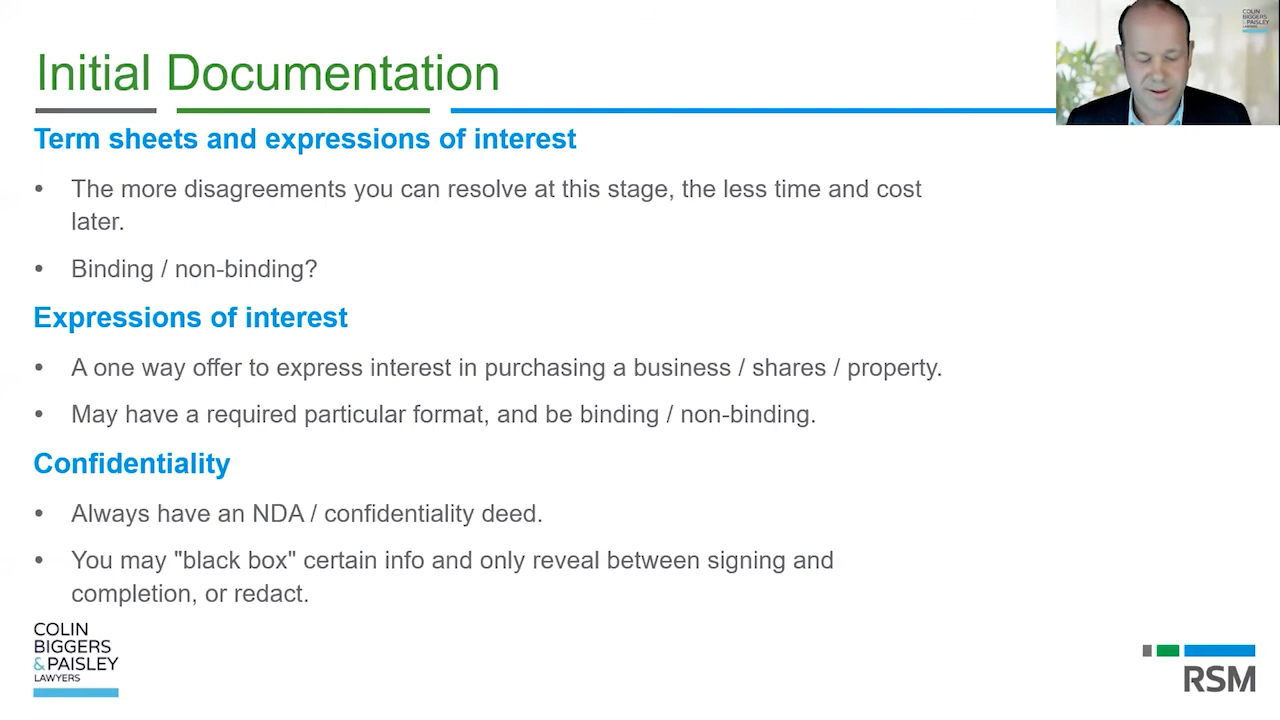 Initial Documentation
COLIN
BIGGERS
& PAISLEY
LAWYERS
Term sheets and expressions of interest
• The more disagreements you can resolve at this stage, the less time and cost
later.
• Binding / non-binding?
Expressions of interest
• A one way offer to express interest in purchasing a business / shares / property.
• May have a required particular format, and be binding / non-binding.
Confidentiality
• Always have an NDA / confidentiality deed.
• You may "black box" certain info and only reveal between signing and
completion, or redact.
COLIN
BIGGERS
&PAISLEY
LAWYERS
RSM